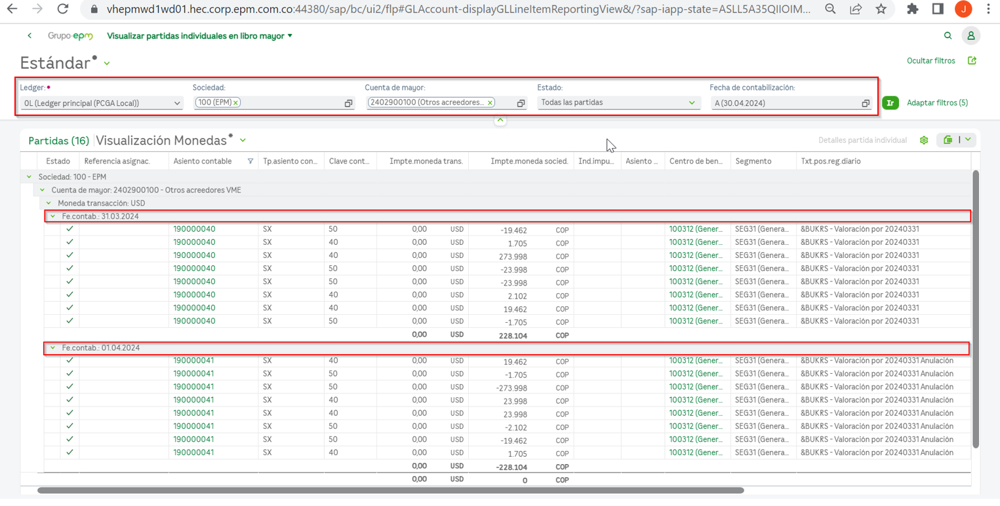 vhepmwd1wd01.hec.corp.epm.com.co:44380/sap/bc/ui2/flp#GLAccount-displayGLLineItemReportingView&/?sap-iapp-state=ASLL5A35QIIOIM... J
Grupo·epm Visualizar partidas individuales en libro mayor
Estándar* Ocultar filtros
Ledger:* Sociedad: Cuenta de mayor: Estado: Fecha de contabilización:
0L (Ledger principal (PCGA Local)) 100 (EPM) 2402900100 (Otros acreedores... Todas las partidas A (30.04.2024) Ir Adaptar filtros (5)
Partidas (16) Visualización Monedas* Detalles partida individual
Estado Referencia asignac. Asiento contable Tp.asiento con... Clave cont... Impte.moneda trans. Impte.moneda socied. Ind.impu... Asiento ... Centro de ben... Segmento Txt.pos.reg.diario
Sociedad: 100 - EPM
Cuenta de mayor: 2402900100 - Otros acreedores VME
Moneda transacción: USD
Fe.contab.: 31.03.2024
190000040 SX 50 0,00 USD -19.462 COP 100312 (Gener... SEG31 (Genera... &BUKRS - Valoración por 20240331
190000040 SX 40 0,00 USD 1.705 COP 100312 (Gener... SEG31 (Genera... &BUKRS - Valoración por 20240331
190000040 SX 40 0,00 USD 273.998 COP 100312 (Gener... SEG31 (Genera... &BUKRS - Valoración por 20240331
190000040 SX 50 0,00 USD -23.998 COP 100312 (Gener... SEG31 (Genera... &BUKRS - Valoración por 20240331
190000040 SX 50 0,00 USD -23.998 COP 100312 (Gener... SEG31 (Genera... &BUKRS - Valoración por 20240331
190000040 SX 40 0,00 USD 2.102 COP 100312 (Gener... SEG31 (Genera... &BUKRS - Valoración por 20240331
190000040 SX 40 0,00 USD 19.462 COP 100312 (Gener... SEG31 (Genera... &BUKRS - Valoración por 20240331
190000040 SX 50 0,00 USD -1.705 COP 100312 (Gener... SEG31 (Genera... &BUKRS - Valoración por 20240331
0,00 USD 228.104 COP
Fe.contab.: 01.04.2024
190000041 SX 40 0,00 USD 19.462 COP 100312 (Gener... SEG31 (Genera... &BUKRS - Valoración por 20240331 Anulación
190000041 SX 50 0,00 USD -1.705 COP 100312 (Gener... SEG31 (Genera... &BUKRS - Valoración por 20240331 Anulación
190000041 SX 50 0,00 USD -273.998 COP 100312 (Gener... SEG31 (Genera... &BUKRS - Valoración por 20240331 Anulación
190000041 SX 40 0,00 USD 23.998 COP 100312 (Gener... SEG31 (Genera... &BUKRS - Valoración por 20240331 Anulación
190000041 SX 40 0,00 USD 23.998 COP 100312 (Gener... SEG31 (Genera... &BUKRS - Valoración por 20240331 Anulación
190000041 SX 50 0,00 USD -2.102 COP 100312 (Gener... SEG31 (Genera... &BUKRS - Valoración por 20240331 Anulación
190000041 SX 50 0,00 USD -19.462 COP 100312 (Gener... SEG31 (Genera... &BUKRS - Valoración por 20240331 Anulación
190000041 SX 40 0,00 USD 1.705 COP 100312 (Gener... SEG31 (Genera... &BUKRS - Valoración por 20240331 Anulación
0,00 USD -228.104 COP
0,00 USD 0 COP